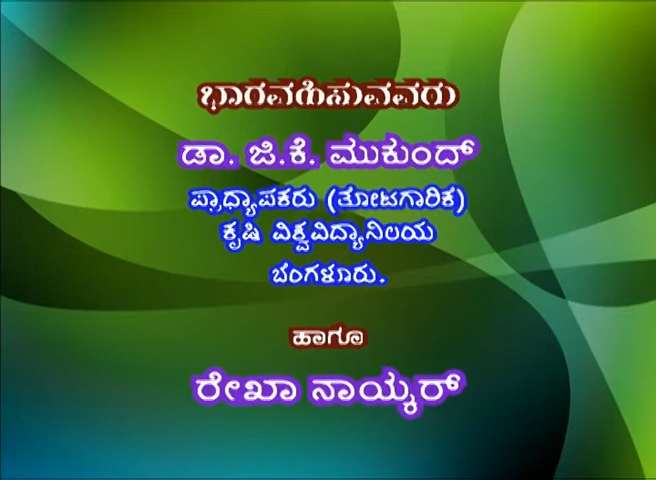 ಭಾಗವಹಿಸುವವರು
ಡಾ. ಜಿ.ಕೆ. ಮುಕುಂದ್
ಪ್ರಾಧ್ಯಾಪಕರು (ತೋಟಗಾರಿಕೆ)
ಕೃಷಿ ವಿಶ್ವವಿದ್ಯಾನಿಲಯ
ಬೆಂಗಳೂರು.
ಹಾಗೂ
ರೇಖಾ ನಾಯ್ಕರ್